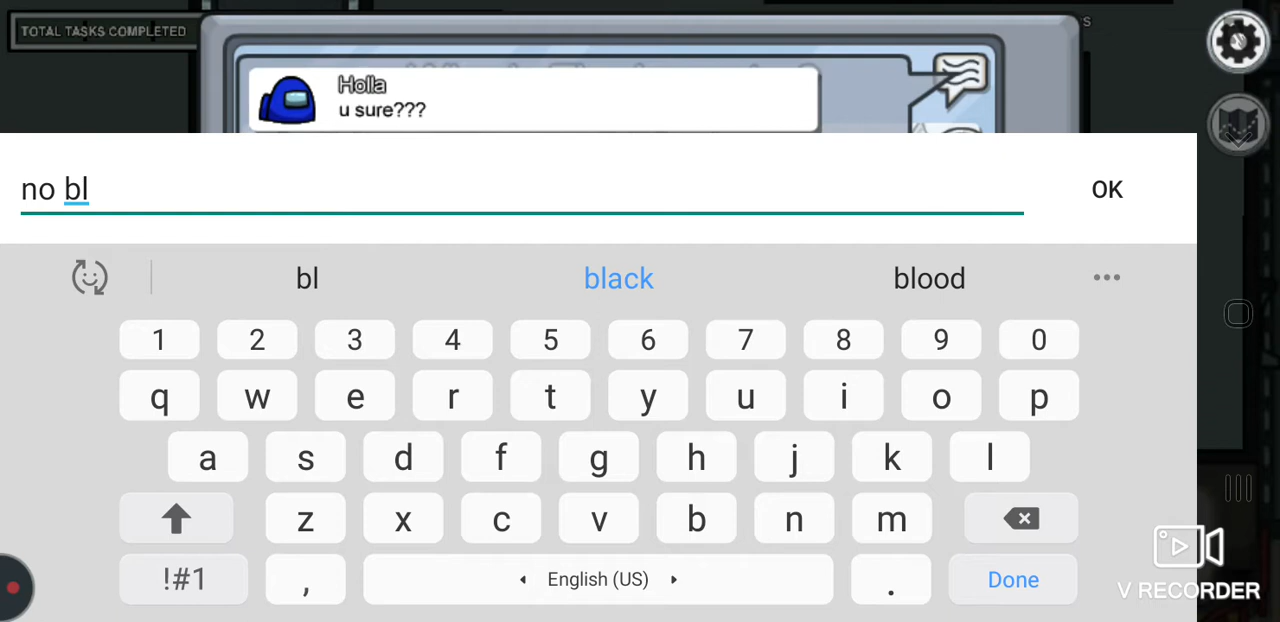 TOTAL TASKS COMPLETED
S
Holla
u sure???
no bl
OK
bl
black
blood
1 2 3 4 5 6 7 8 9 0
q w e r t y u i o p
a s d f g h j k l
z x c v b n m
!#1 , English (US) . Done
V RECORDER